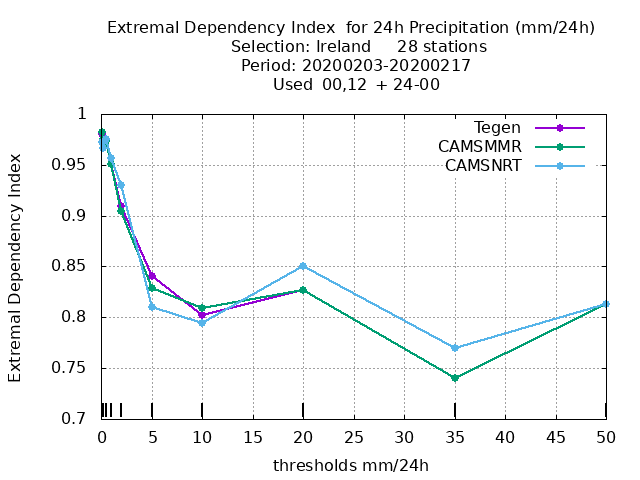 Extremal Dependency Index  for 24h Precipitation (mm/24h)
Selection: Ireland     28 stations
Period: 20200203-20200217
Used  00,12  + 24-00
Extremal Dependency Index
1
0.95
0.9
0.85
0.8
0.75
0.7
Tegen
CAMSMMR
CAMSNRT
0 5 10 15 20 25 30 35 40 45 50
thresholds mm/24h